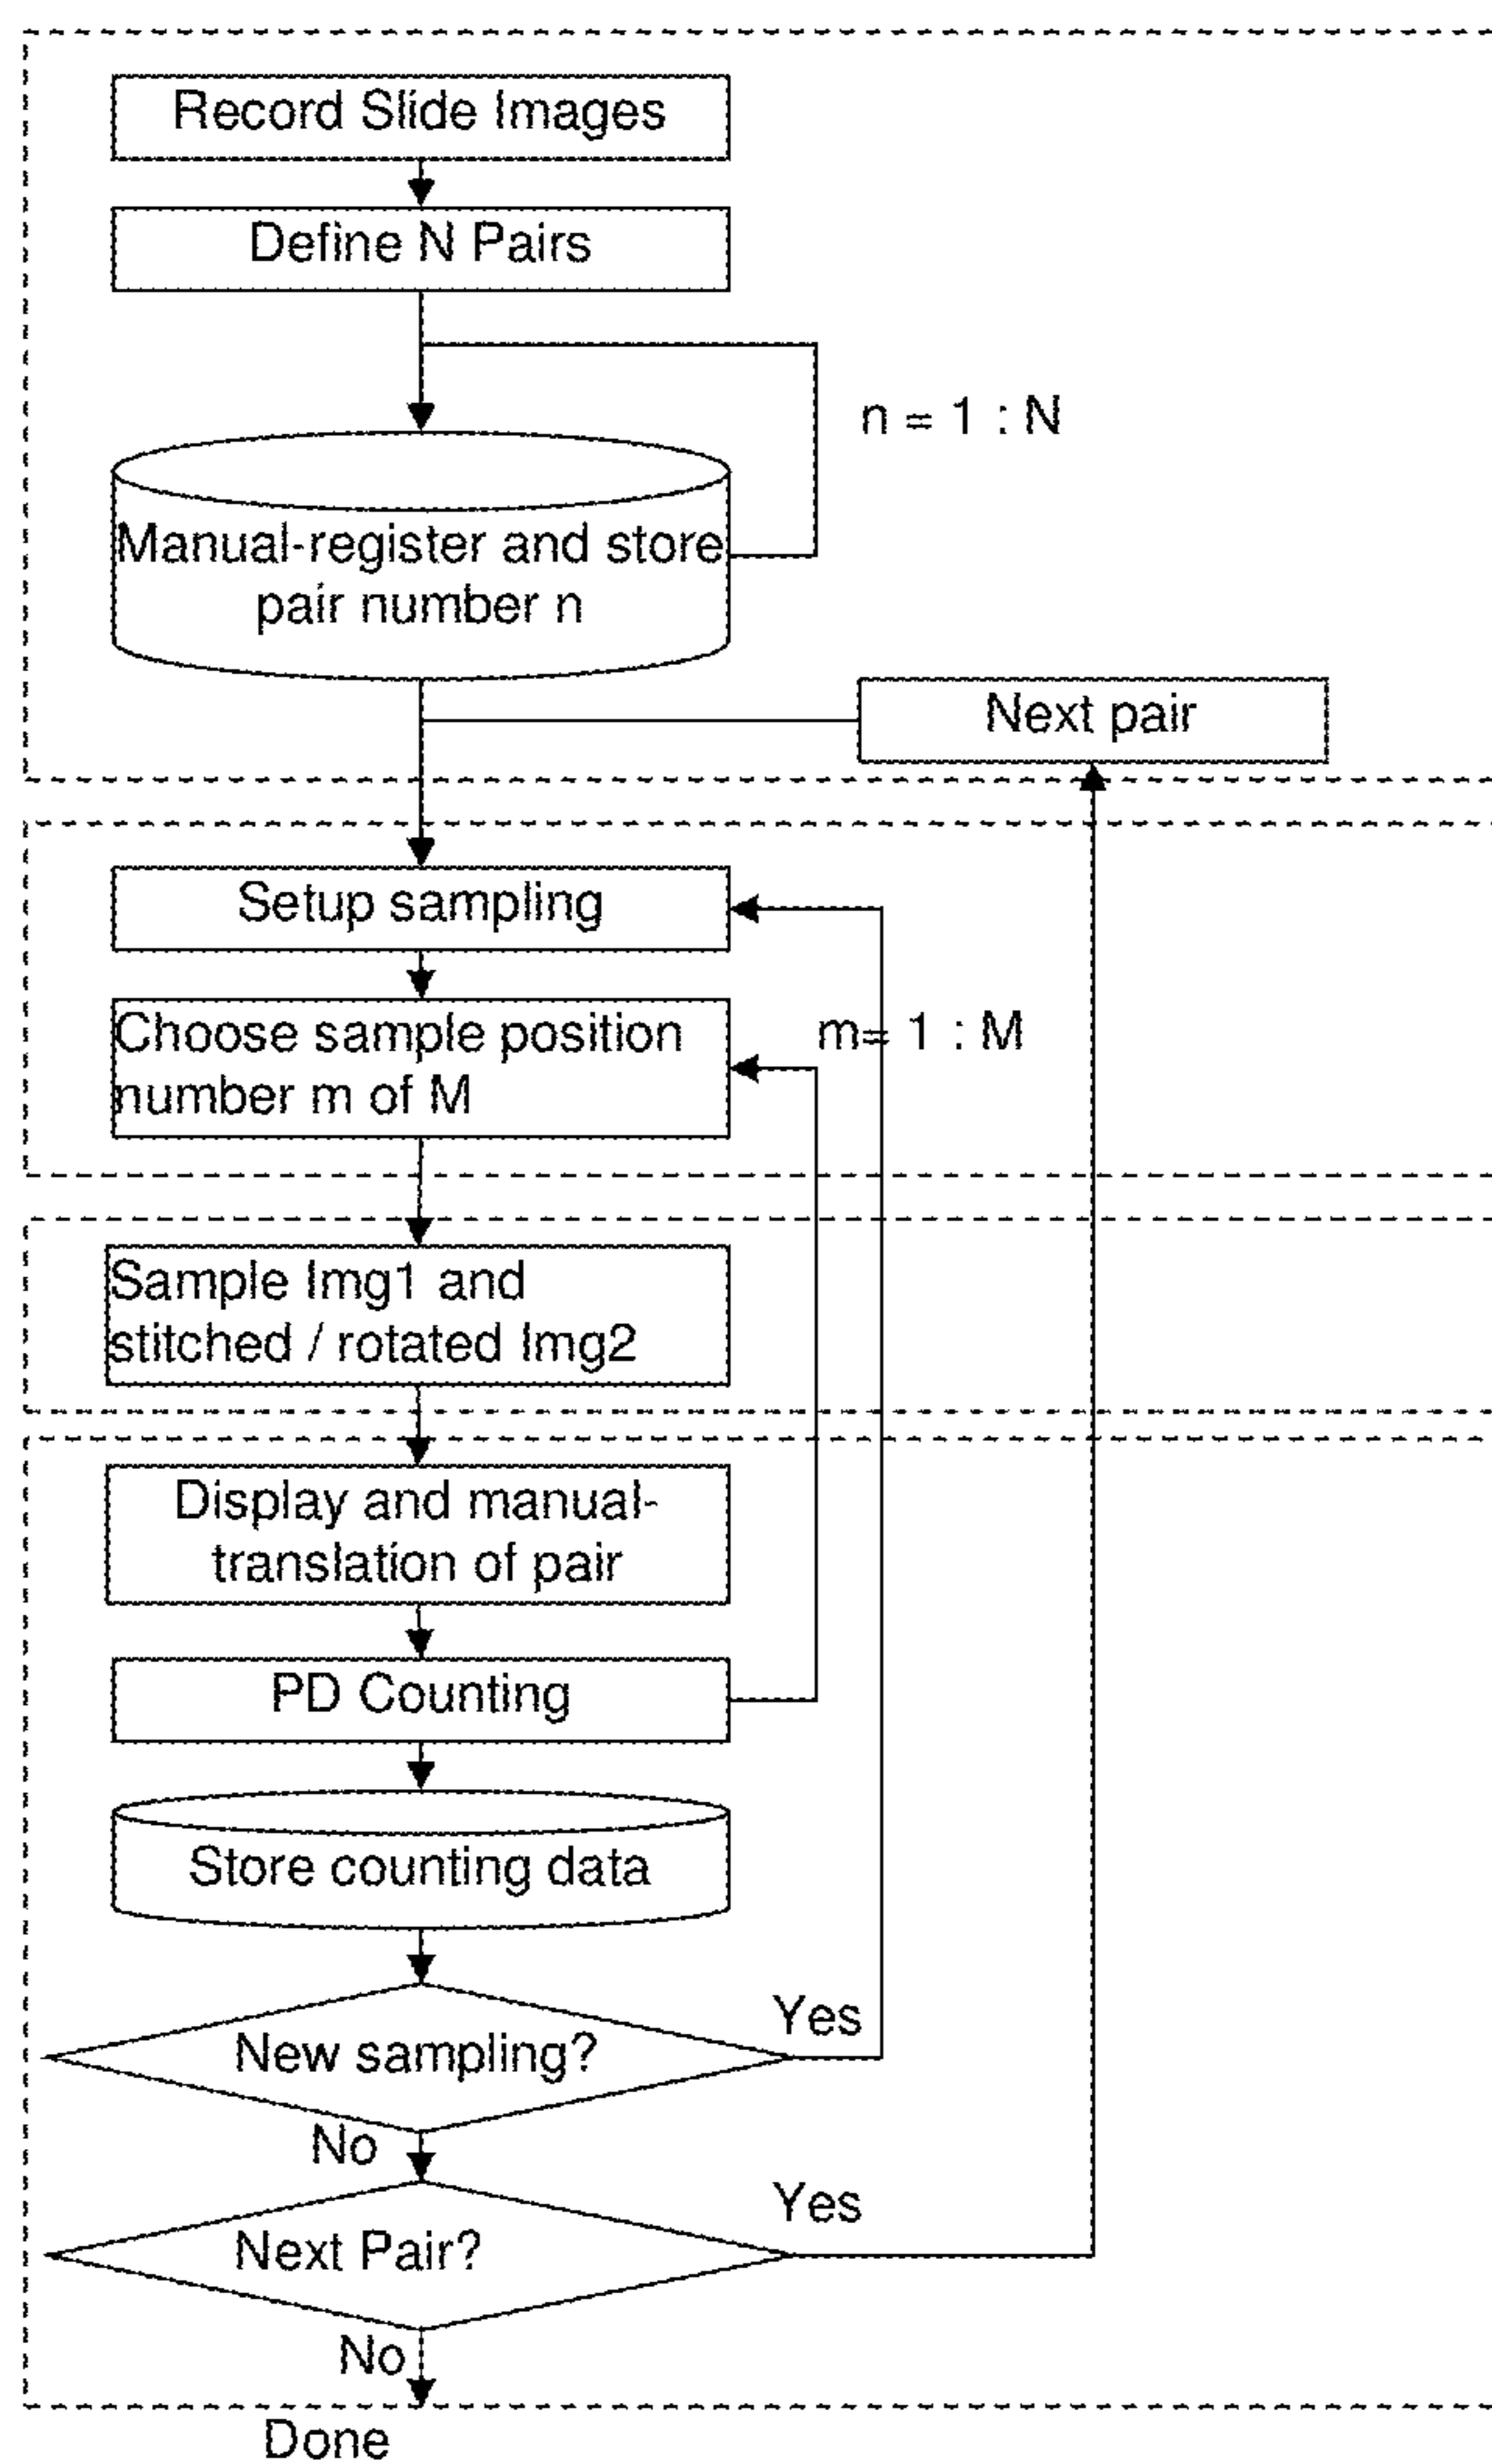 Record Slide Images
Define N Pairs
n = 1 : N
Manual-register and store
pair number n
Next pair
Setup sampling
Choose sample position
number m of M
m= 1 : M
Sample Img1 and
stitched / rotated Img2
Display and manual-
translation of pair
PD Counting
Store counting data
New sampling?
Yes
No
Next Pair?
Yes
No
Done